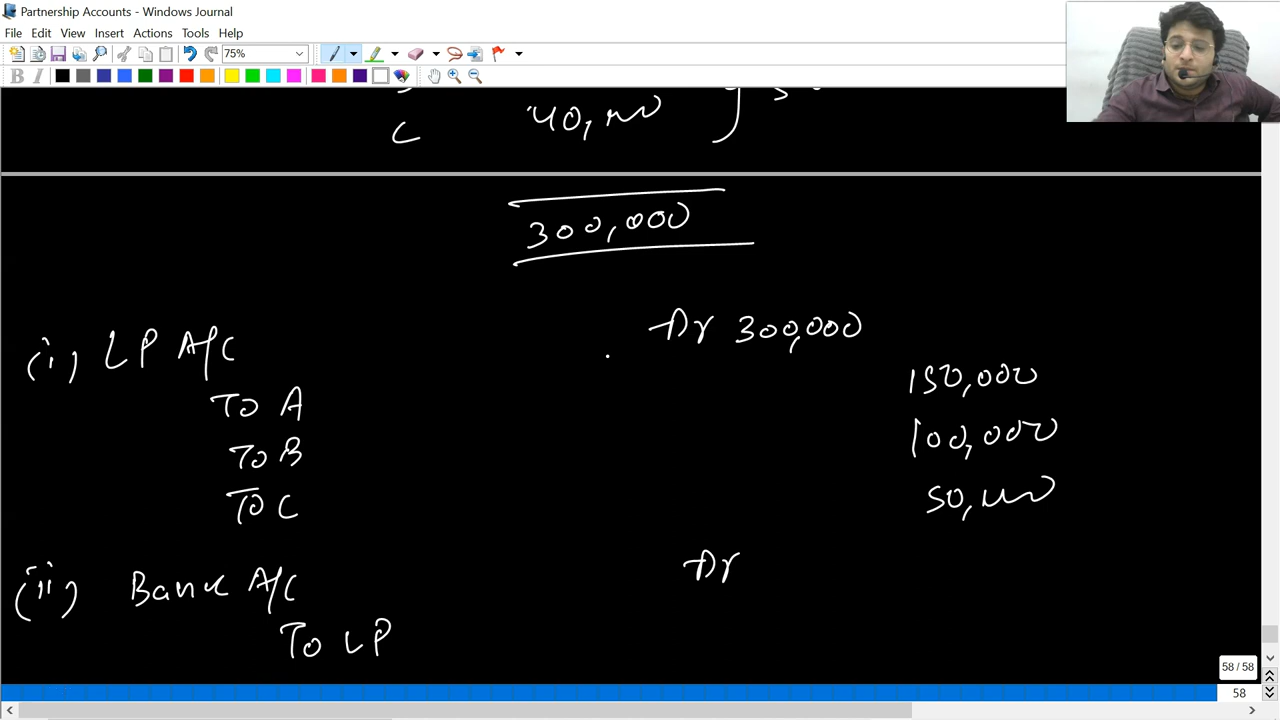 Partnership Accounts - Windows Journal
File Edit View Insert Actions Tools Help
75%
B I
C 40,000
300,000
(i) LP A/C Dr 300,000
To A 150,000
To B 100,000
To C 50,000
(ii) Bank A/C Dr
To LP
58 / 58
58